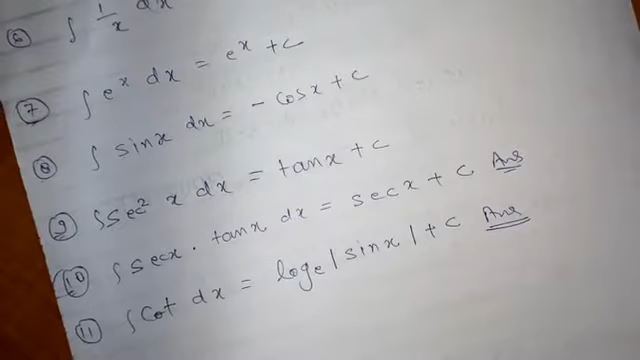 ⑥ ∫ 1/x dx
⑦ ∫ e^x dx = e^x + c
⑧ ∫ sinx dx = - cosx + c
⑨ ∫ sec² x dx = tanx + c
⑩ ∫ secx · tanx dx = secx + c Ans
⑪ ∫ cot dx = logₑ |sinx| + c Ans